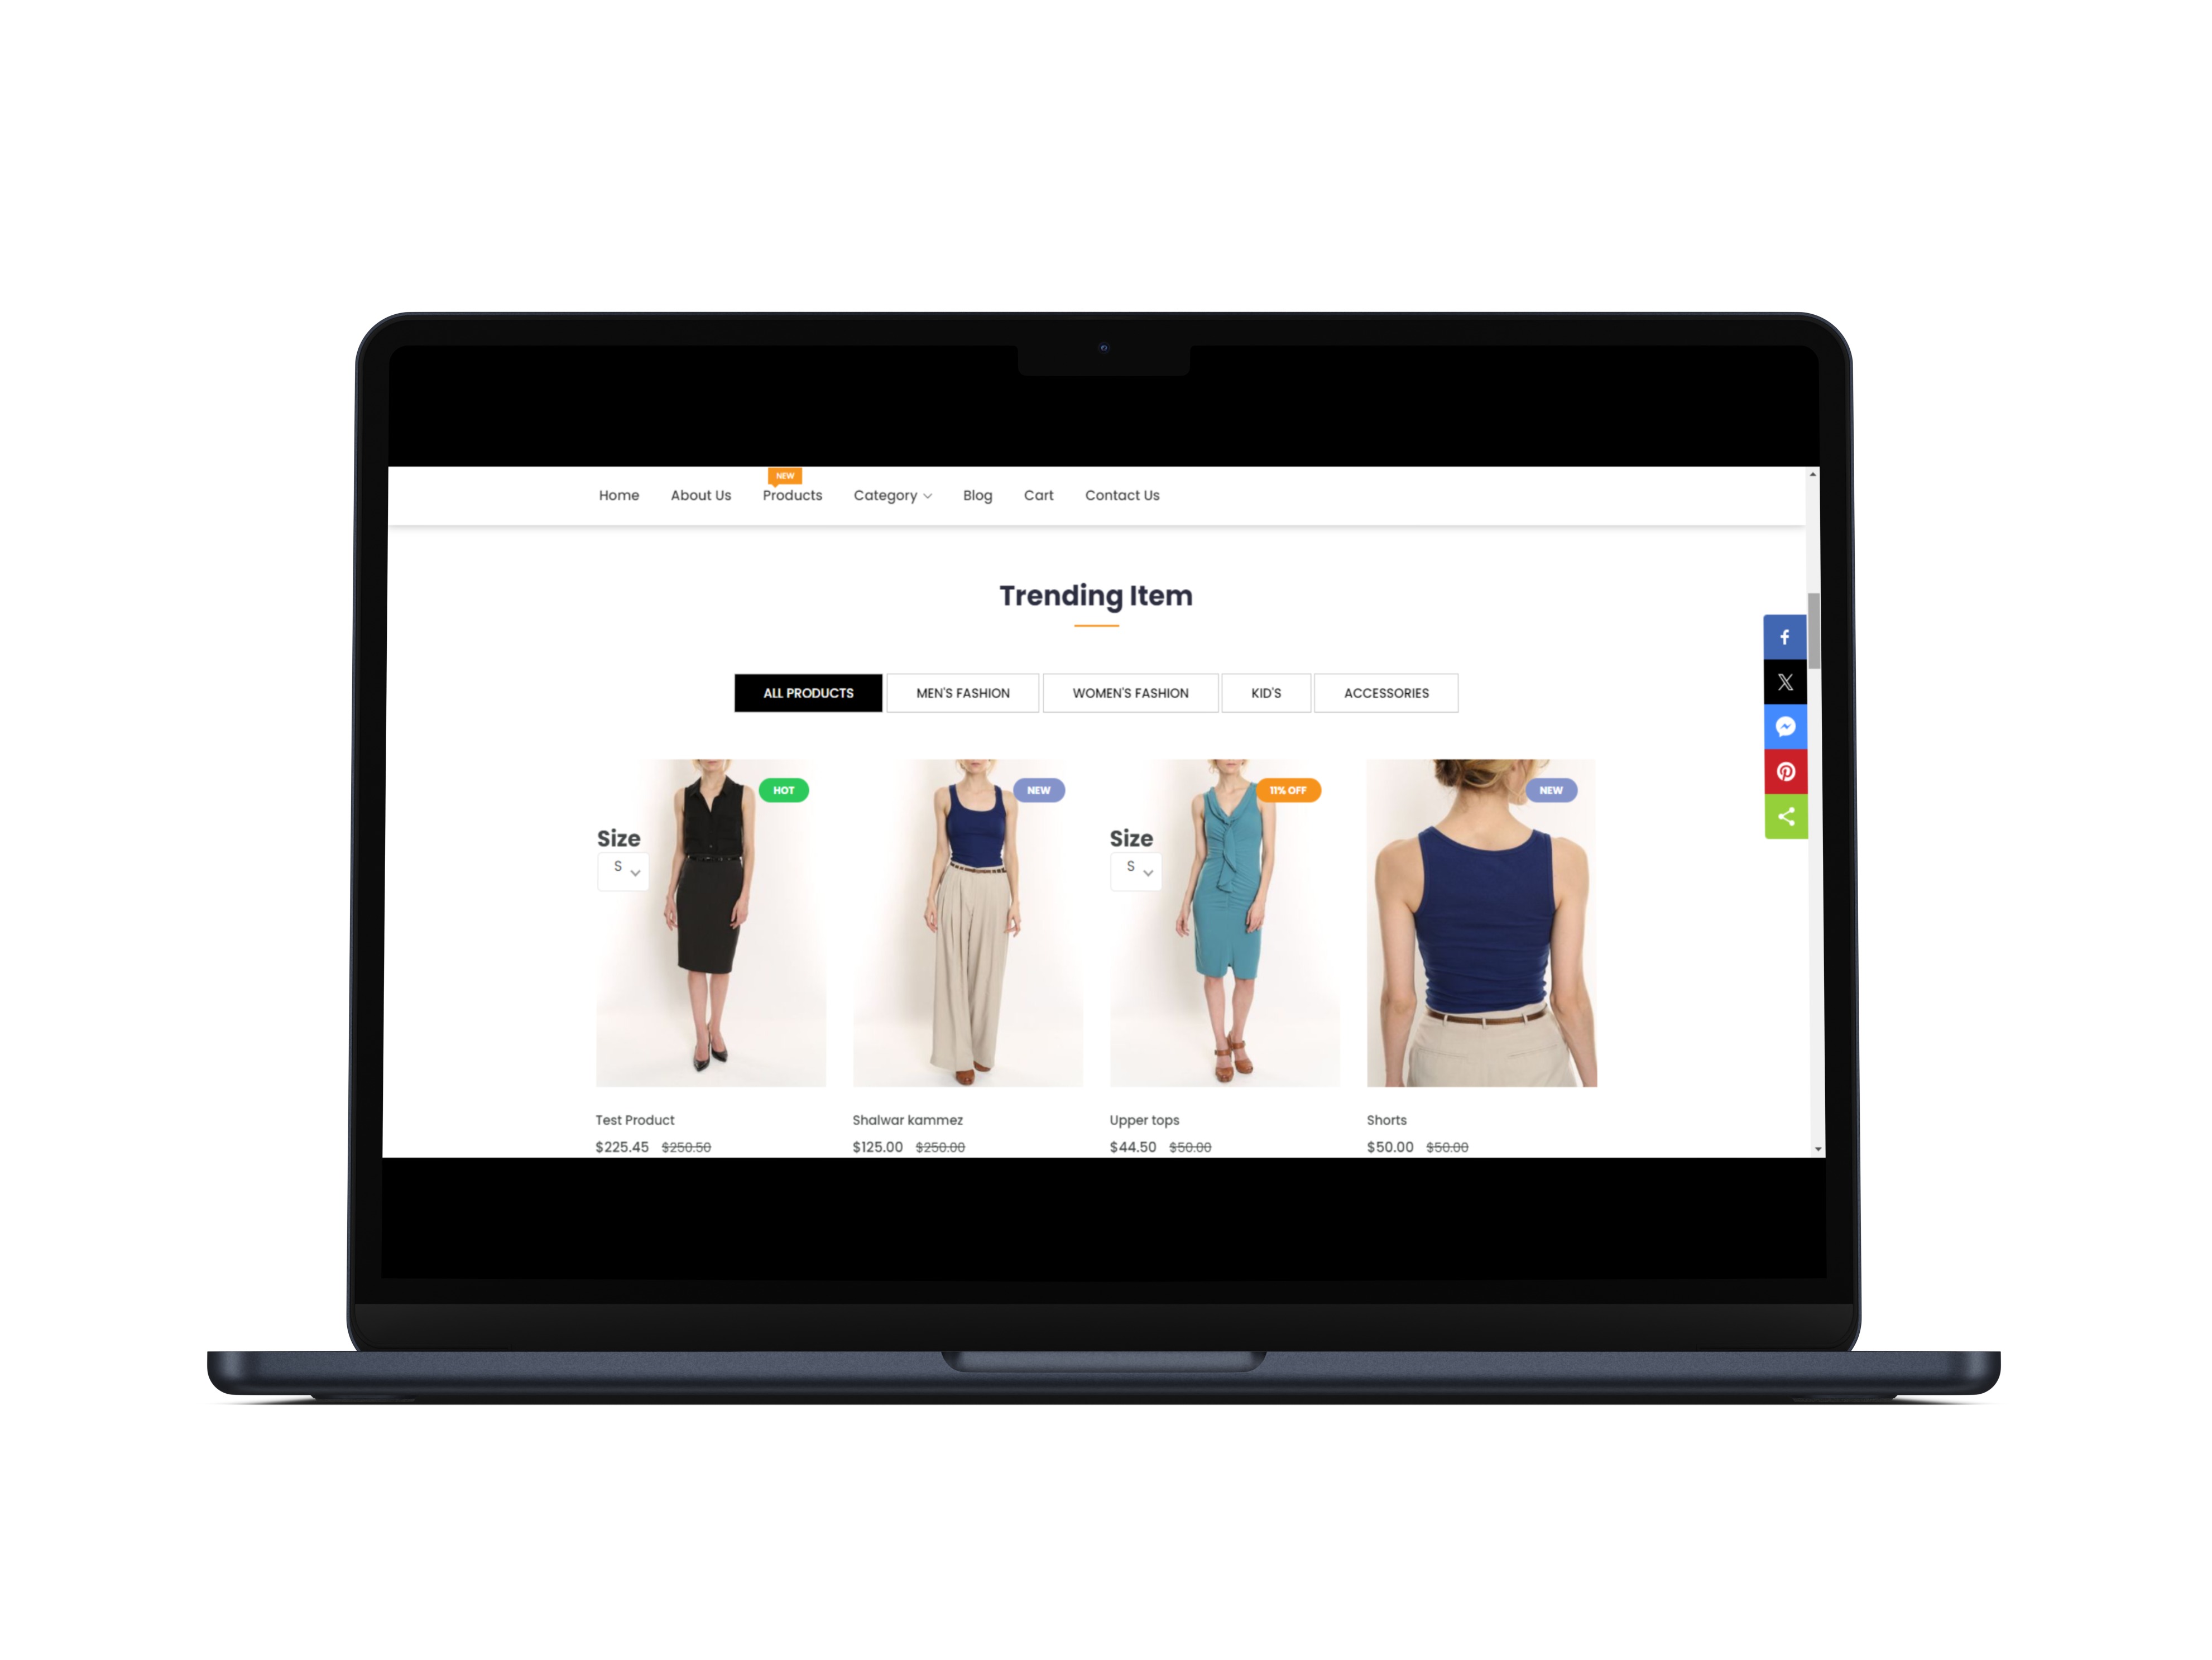 NEW
Home About Us Products Category Blog Cart Contact Us
Trending Item
ALL PRODUCTS MEN'S FASHION WOMEN'S FASHION KID'S ACCESSORIES
HOT NEW 11% OFF NEW
Size Size
S S
Test Product Shalwar kammez Upper tops Shorts
$225.45 $250.50 $125.00 $250.00 $44.50 $50.00 $50.00 $50.00